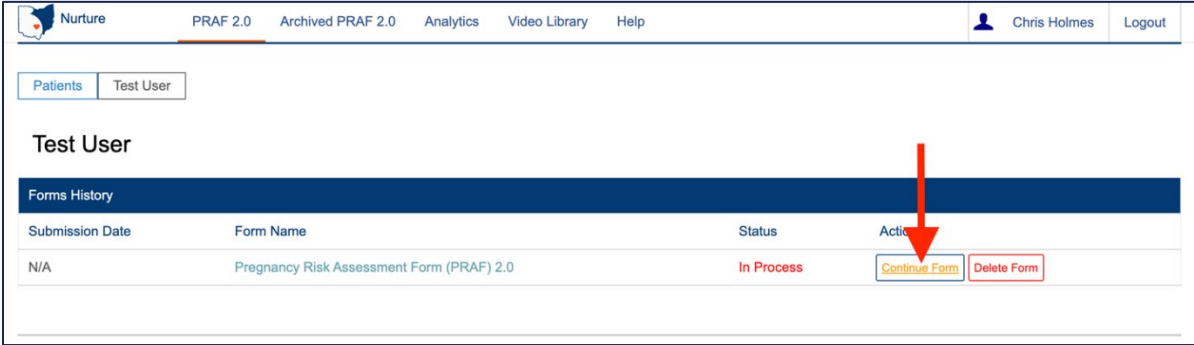 Nurture PRAF 2.0 Archived PRAF 2.0 Analytics Video Library Help Chris Holmes Logout
Patients Test User
Test User
Forms History
Submission Date Form Name Status
N/A Pregnancy Risk Assessment Form (PRAF) 2.0 In Process Continue Form Delete Form